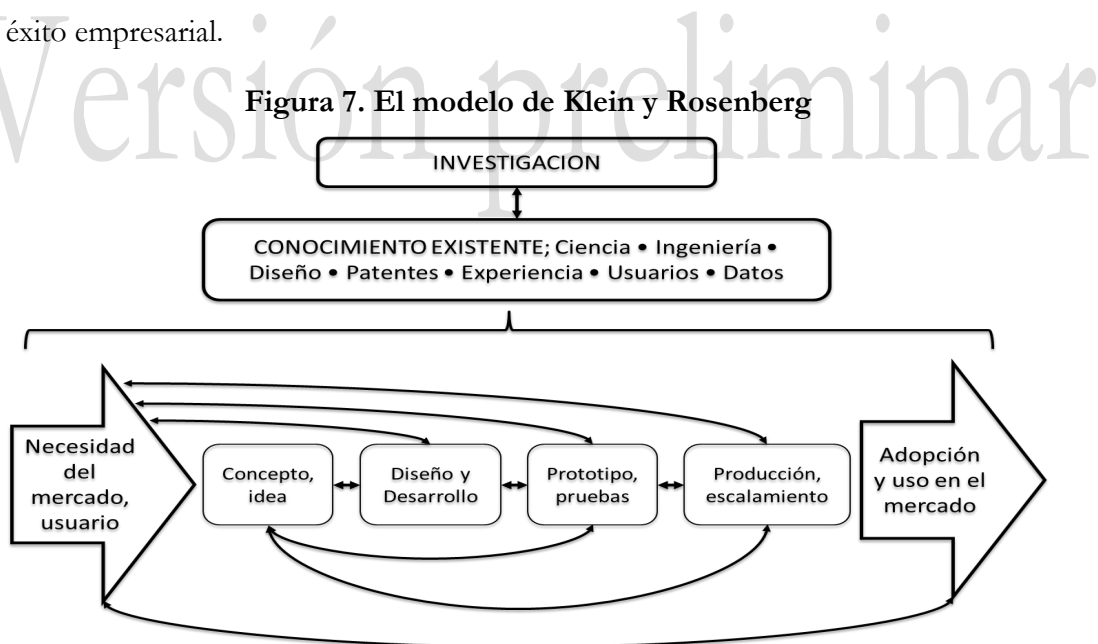 éxito empresarial.
Versión preliminar
Figura 7. El modelo de Klein y Rosenberg
INVESTIGACION
CONOCIMIENTO EXISTENTE; Ciencia • Ingeniería •
Diseño • Patentes • Experiencia • Usuarios • Datos
Necesidad
del
mercado,
usuario
Concepto,
idea
Diseño y
Desarrollo
Prototipo,
pruebas
Producción,
escalamiento
Adopción
y uso en el
mercado